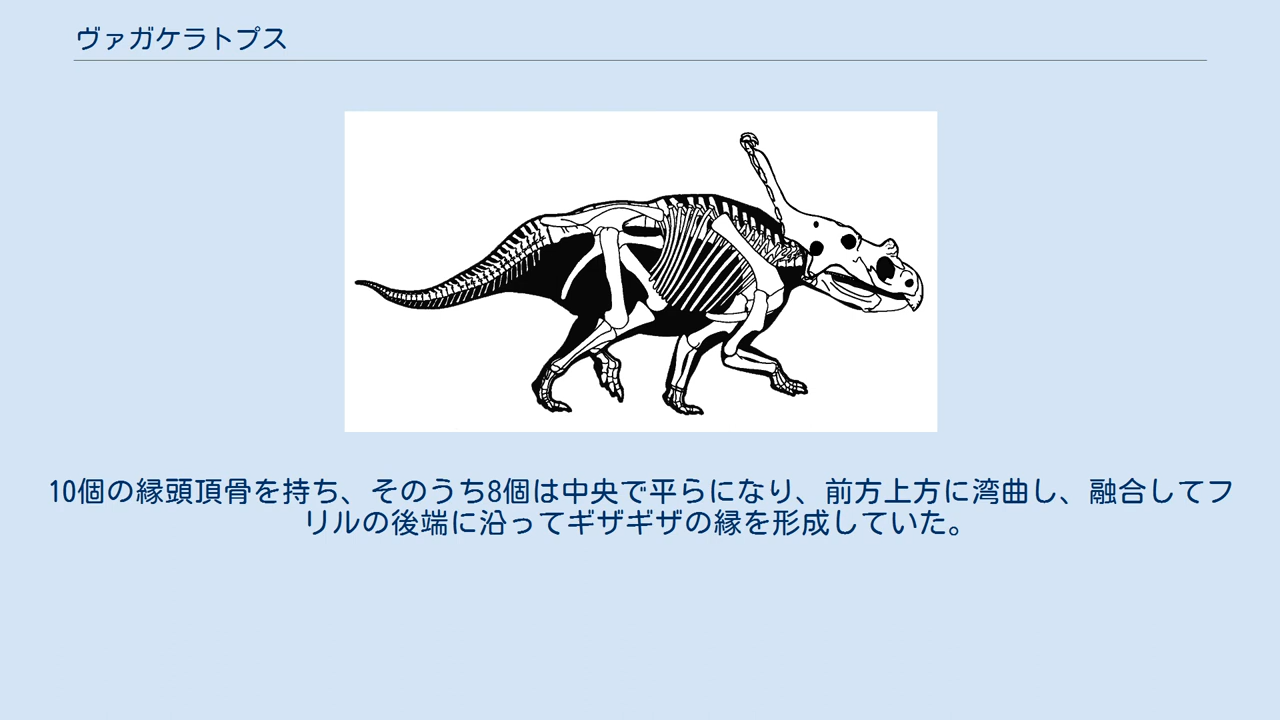 ヴァガケラトプス
10個の縁頭頂骨を持ち、そのうち8個は中央で平らになり、前方上方に湾曲し、融合してフ
リルの後端に沿ってギザギザの縁を形成していた。